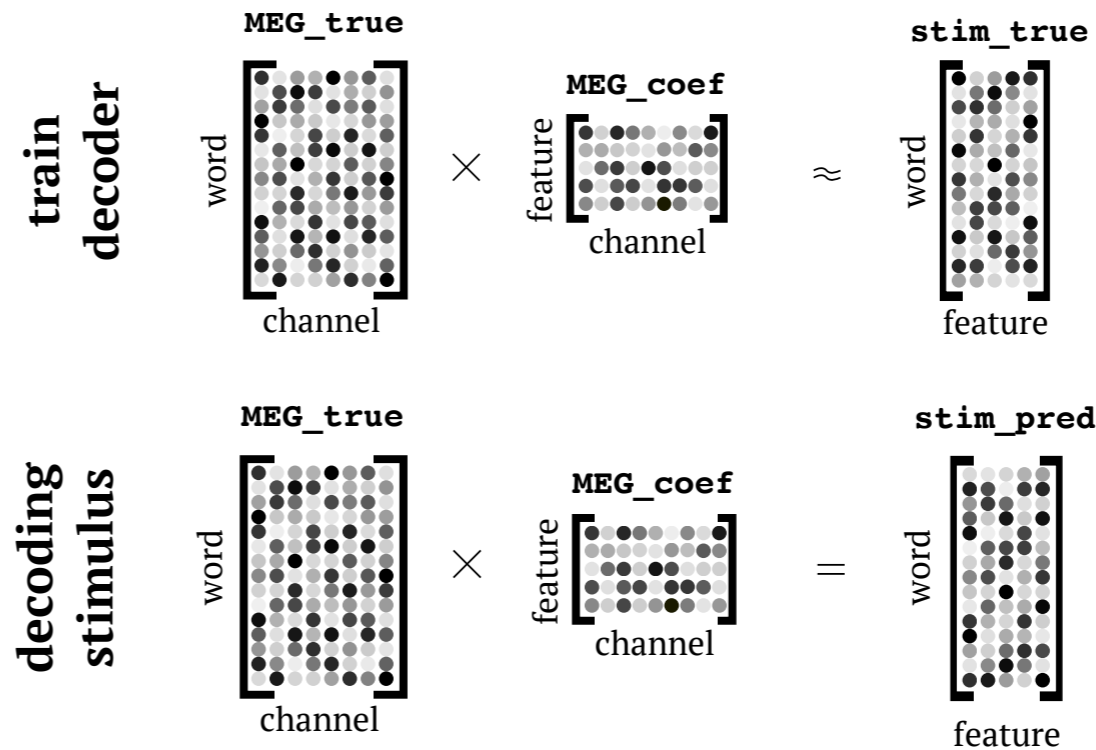 train
decoder
MEG_true
word
channel
×
MEG_coef
feature
channel
≈
stim_true
word
feature
decoding
stimulus
MEG_true
word
channel
×
MEG_coef
feature
channel
=
stim_pred
word
feature